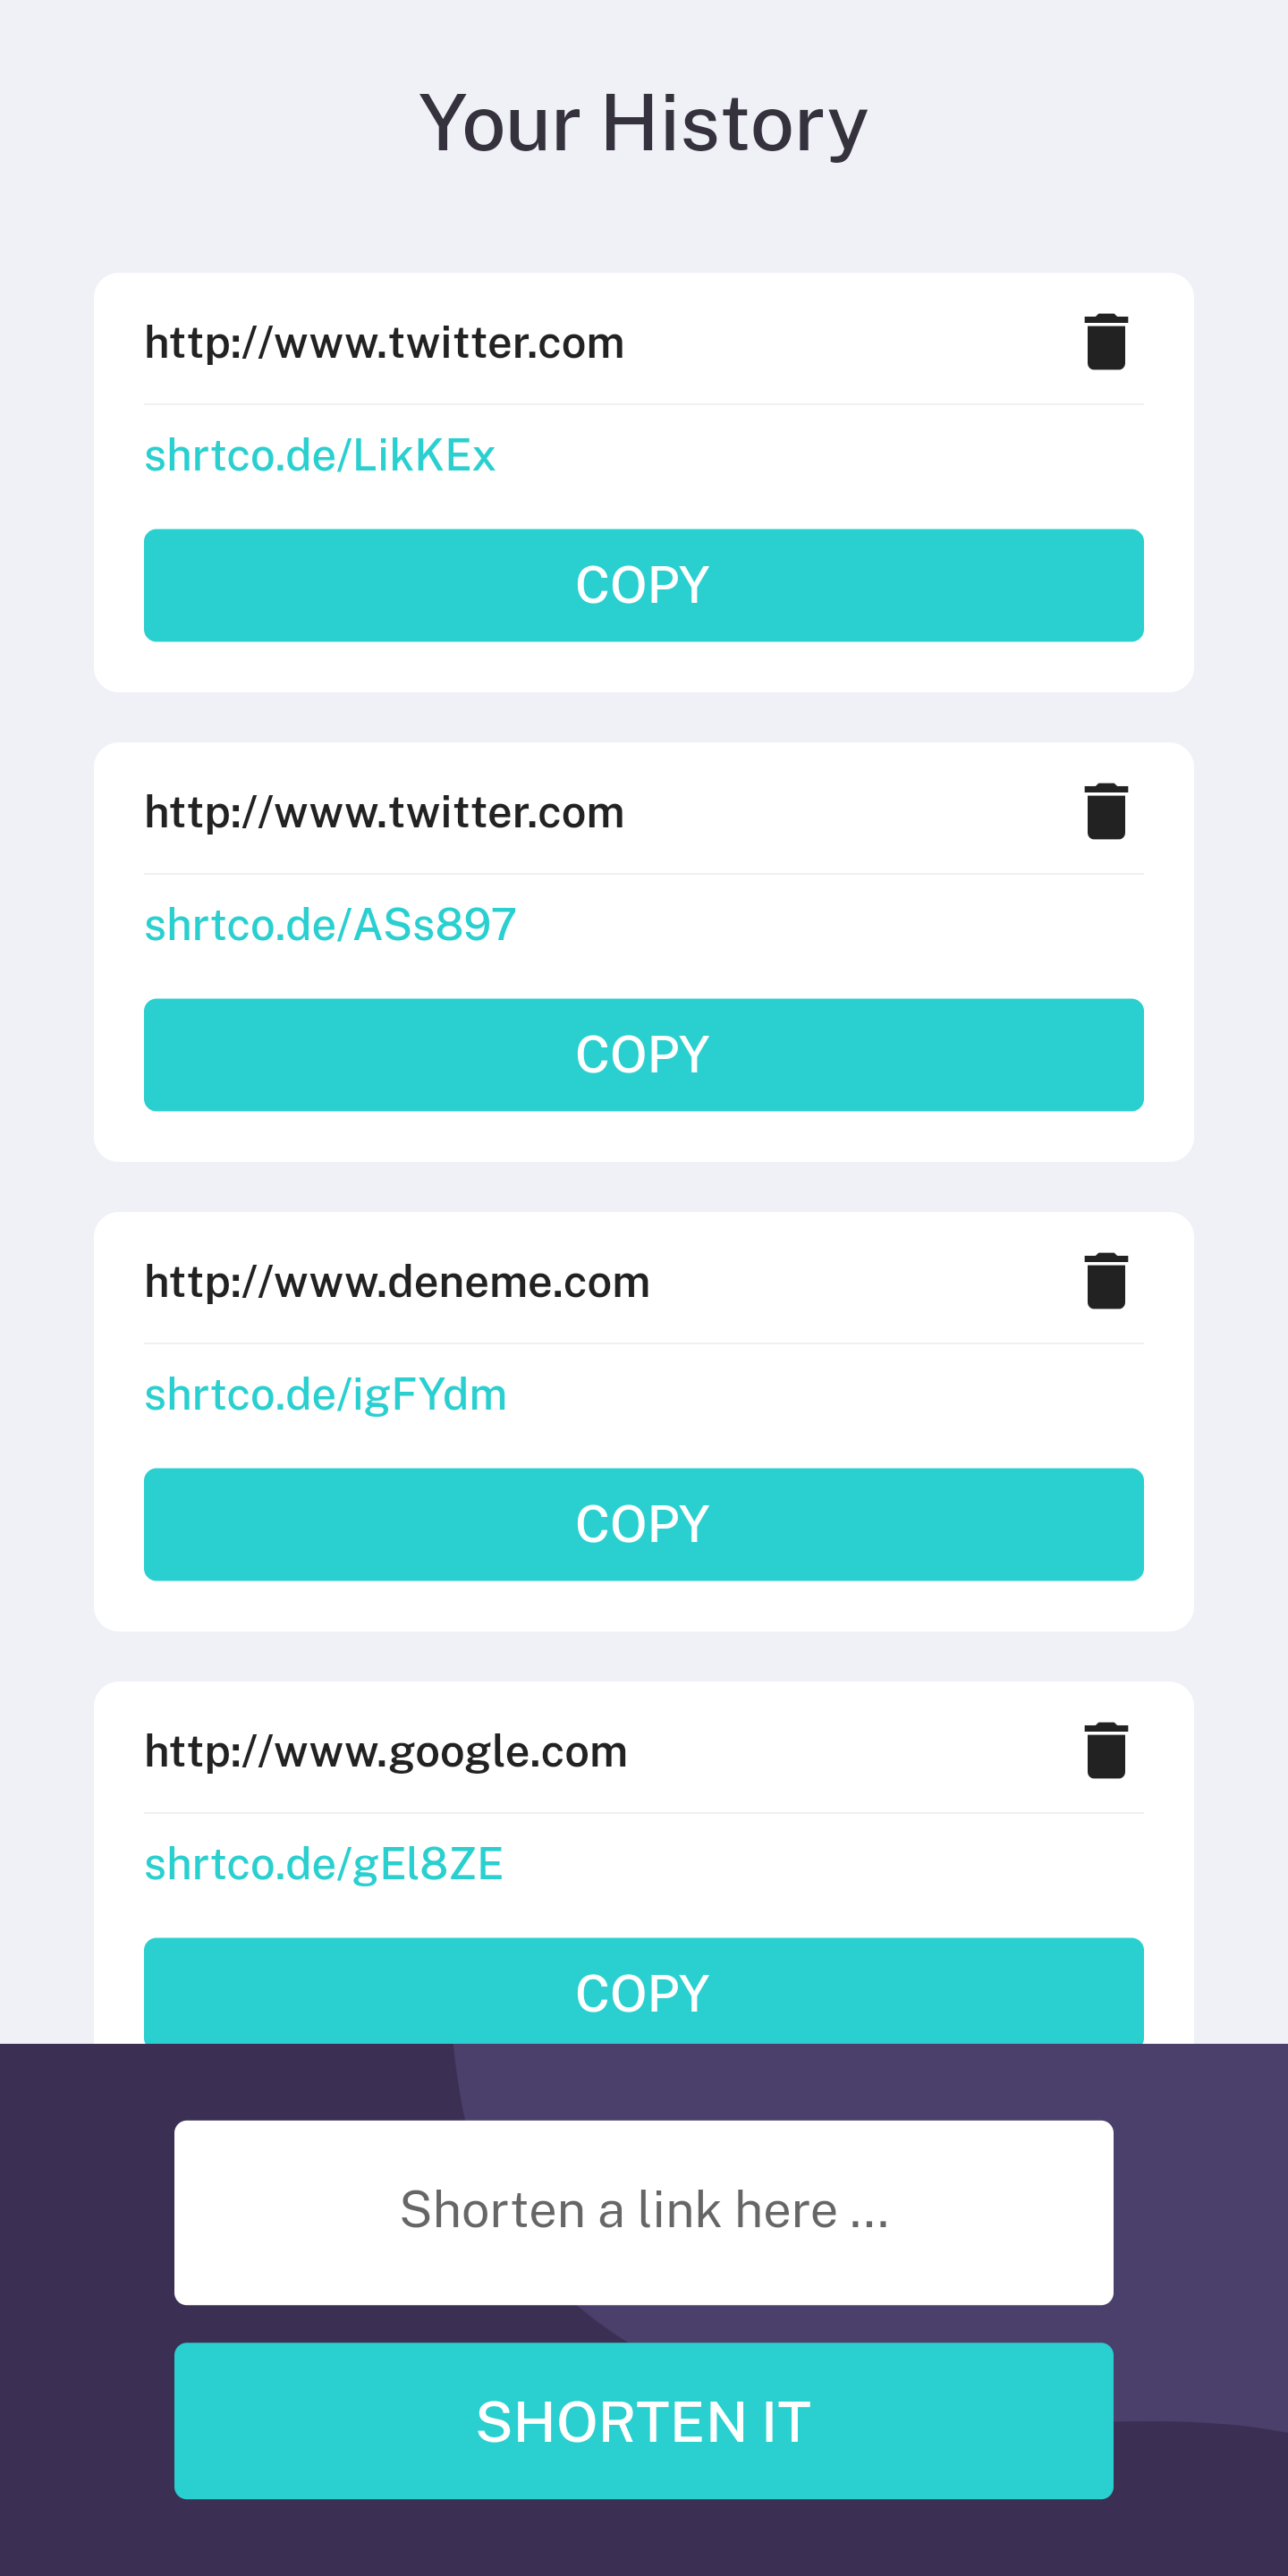 Your History
http://www.twitter.com
shrtco.de/LikKEx
COPY
http://www.twitter.com
shrtco.de/ASs897
COPY
http://www.deneme.com
shrtco.de/igFYdm
COPY
http://www.google.com
shrtco.de/gEl8ZE
COPY
Shorten a link here ...
SHORTEN IT